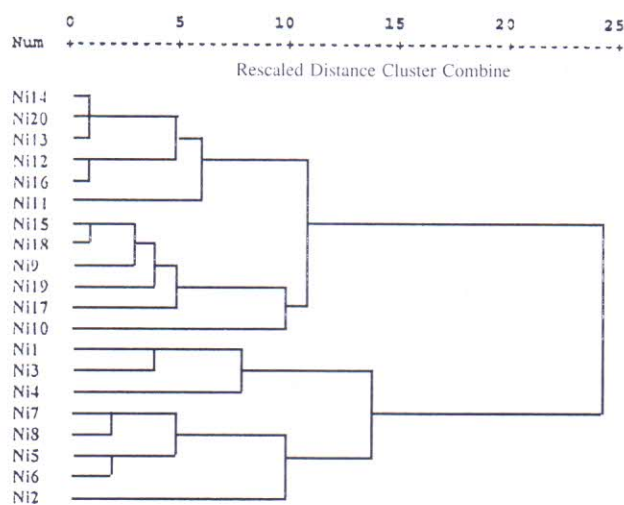 0 5 10 15 20 25
Num
Rescaled Distance Cluster Combine
Ni14
Ni20
Ni13
Ni12
Ni16
Ni11
Ni15
Ni18
Ni9
Ni19
Ni17
Ni10
Ni1
Ni3
Ni4
Ni7
Ni8
Ni5
Ni6
Ni2